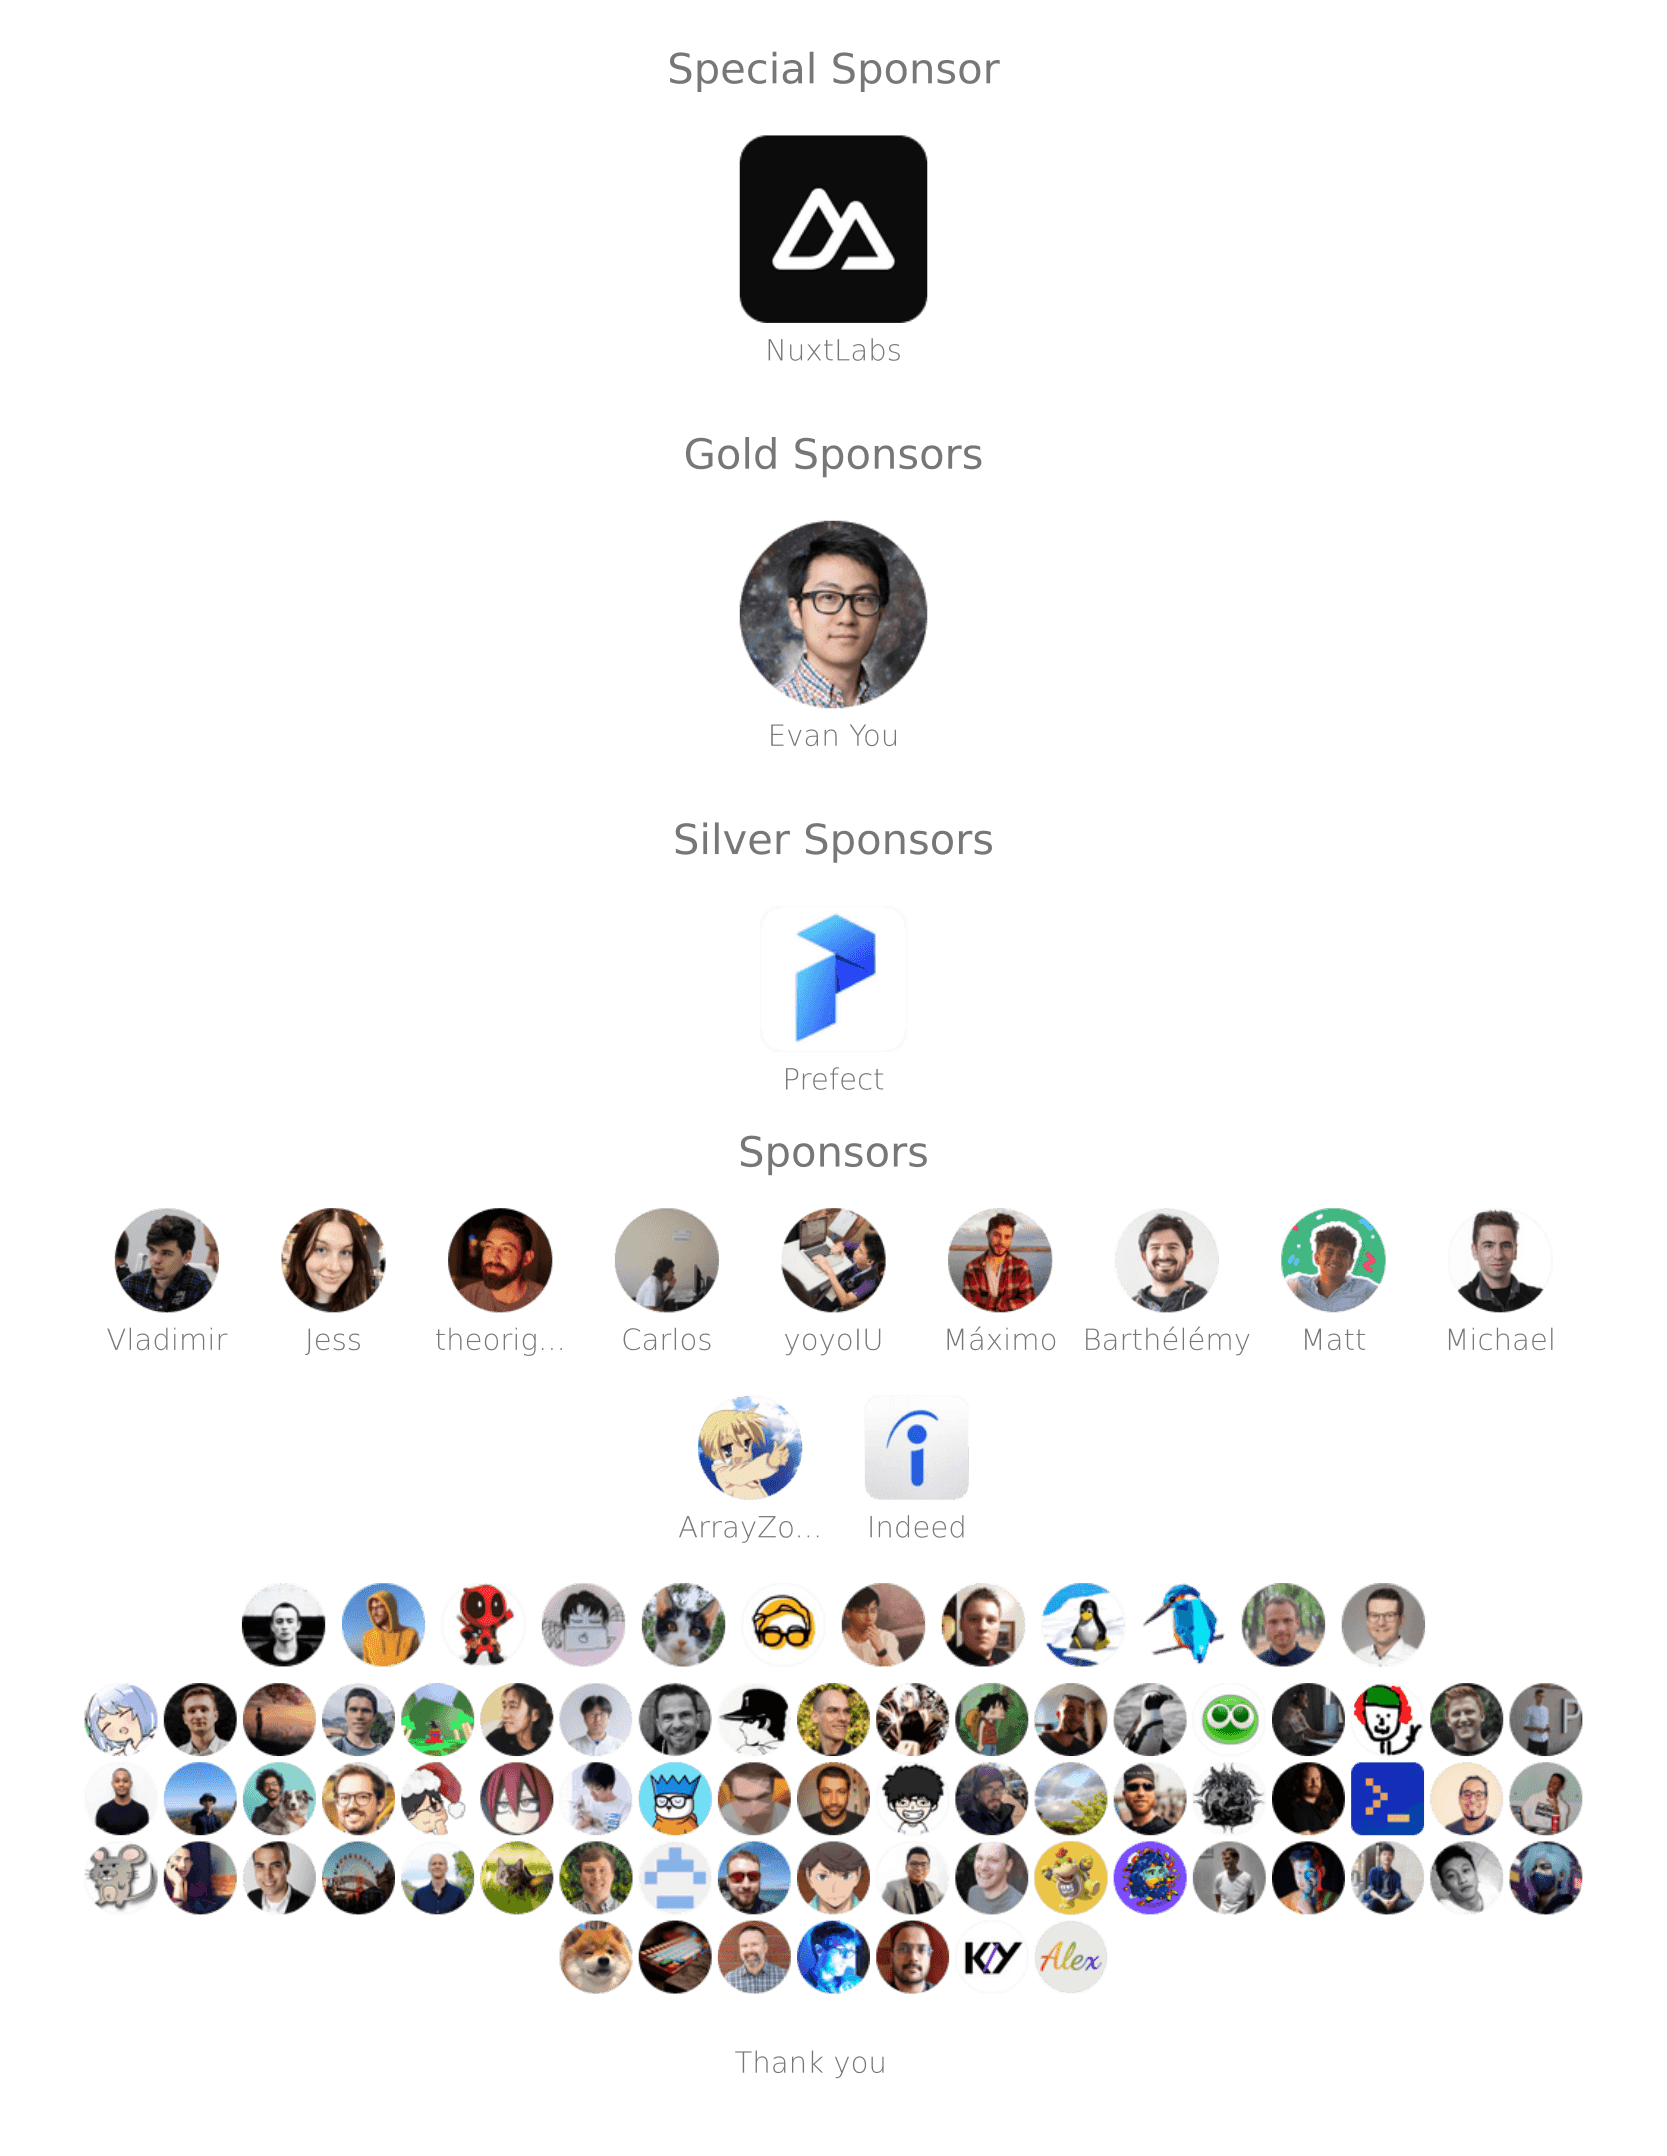 Special Sponsor
NuxtLabs
Gold Sponsors
Evan You
Silver Sponsors
Prefect
Sponsors
Vladimir Jess theorig... Carlos yoyoIU Máximo Barthélémy Matt Michael
ArrayZo... Indeed
K/Y Alex
Thank you